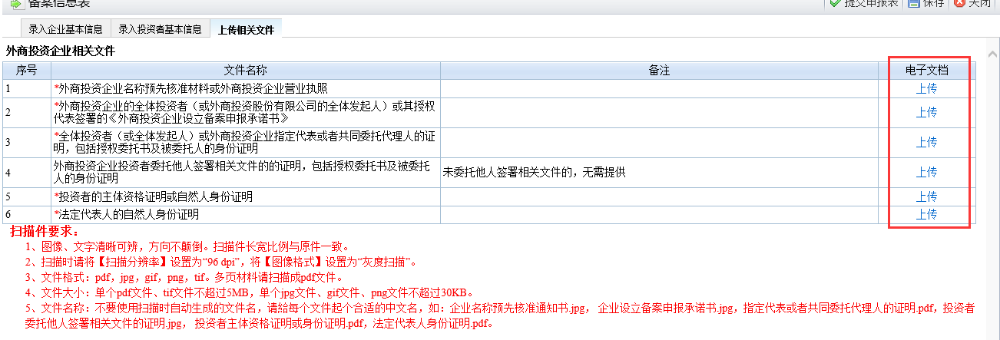 备案信息表
提交申报表 保存 关闭
录入企业基本信息 录入投资者基本信息 上传相关文件
外商投资企业相关文件
序号 文件名称 备注 电子文档
1 *外商投资企业名称预先核准材料或外商投资企业营业执照 上传
2 *外商投资企业的全体投资者（或外商投资股份有限公司的全体发起人）或其授权
代表签署的《外商投资企业设立备案申报承诺书》 上传
3 *全体投资者（或全体发起人）或外商投资企业指定代表或者共同委托代理人的证
明，包括授权委托书及被委托人的身份证明 上传
4 外商投资企业投资者委托他人签署相关文件的的证明，包括授权委托书及被委托
人的身份证明 未委托他人签署相关文件的，无需提供 上传
5 *投资者的主体资格证明或自然人身份证明 上传
6 *法定代表人的自然人身份证明 上传
扫描件要求：
1、图像、文字清晰可辨，方向不颠倒。扫描件长宽比例与原件一致。
2、扫描时请将【扫描分辨率】设置为“96 dpi”，将【图像格式】设置为“灰度扫描”。
3、文件格式：pdf，jpg，gif，png，tif。多页材料请扫描成pdf文件。
4、文件大小：单个pdf文件、tif文件不超过5MB，单个jpg文件、gif文件、png文件不超过30KB。
5、文件名称：不要使用扫描时自动生成的文件名，请给每个文件起个合适的中文名，如：企业名称预先核准通知书.jpg， 企业设立备案申报承诺书.jpg，指定代表或者共同委托代理人的证明.pdf，投资者
委托他人签署相关文件的证明.jpg， 投资者主体资格证明或身份证明.pdf，法定代表人身份证明.pdf。